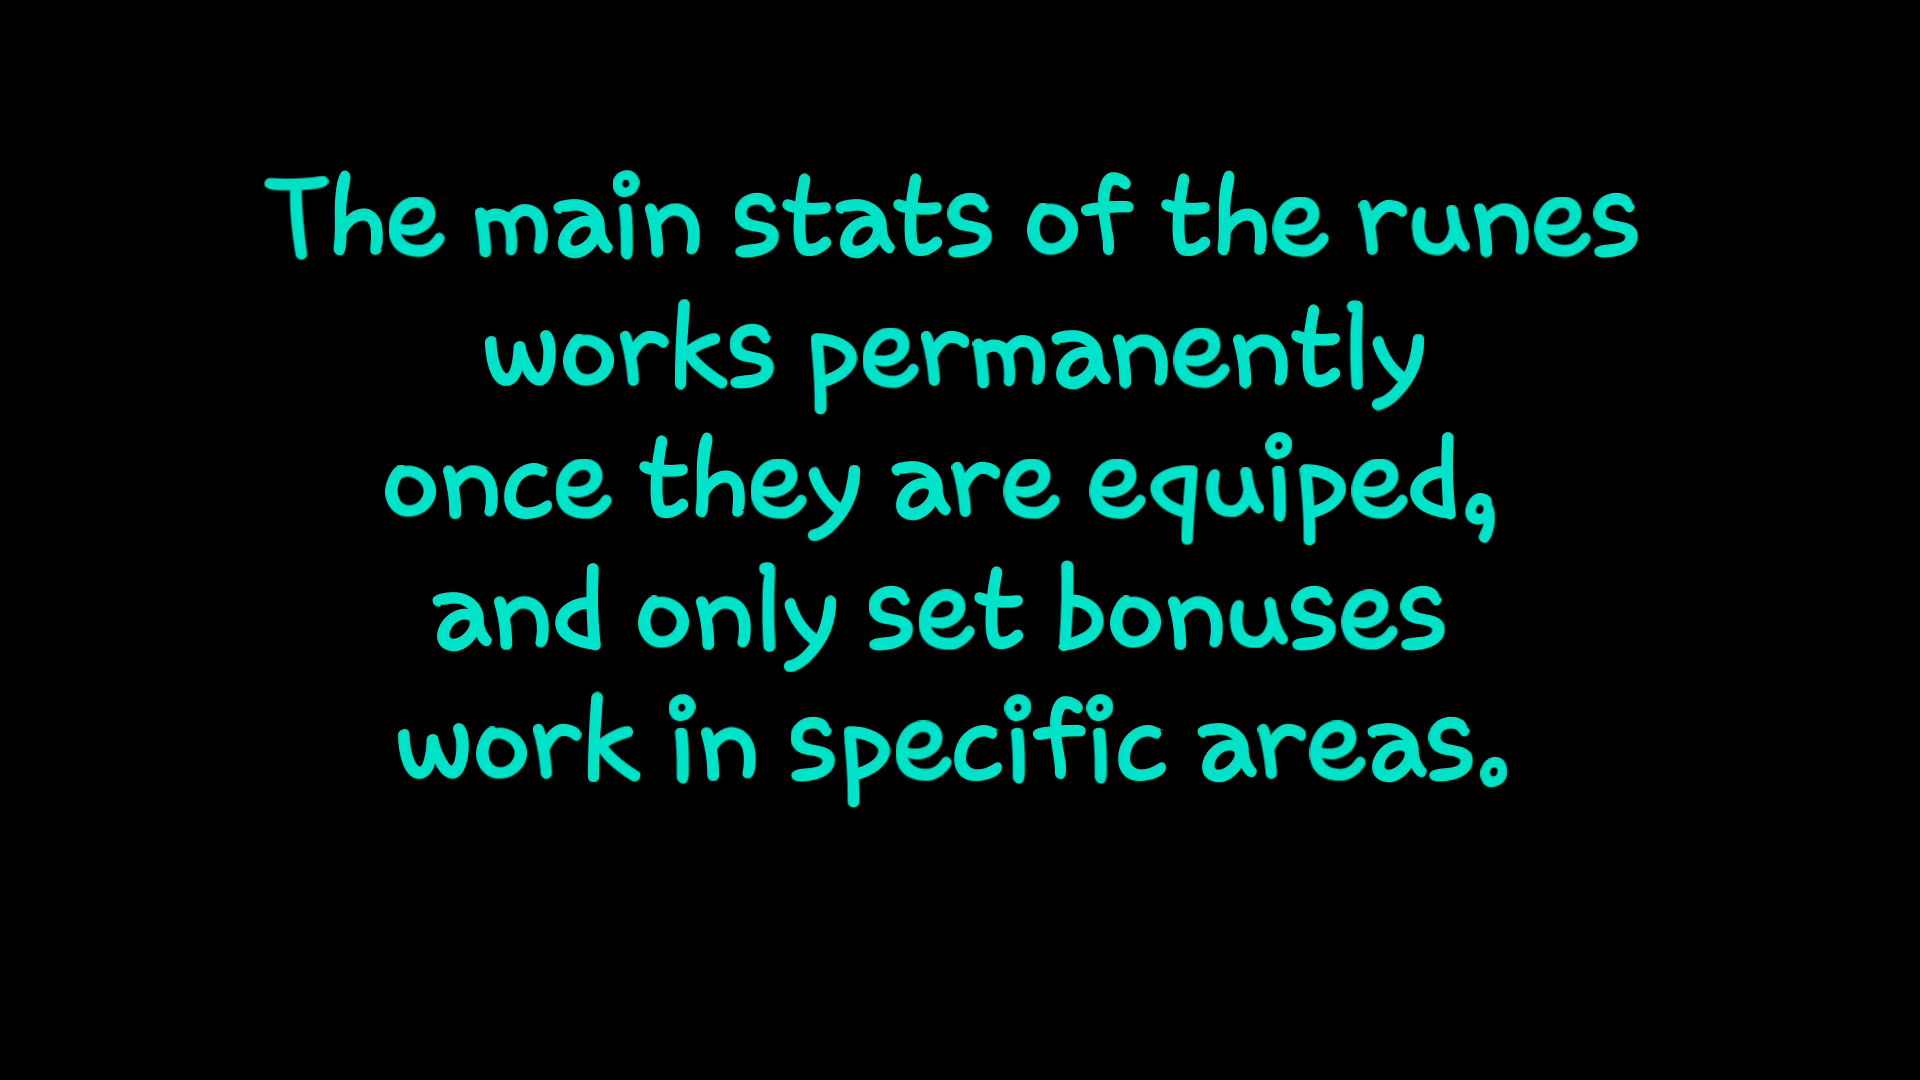 The main stats of the runes
works permanently
once they are equiped,
and only set bonuses
work in specific areas.